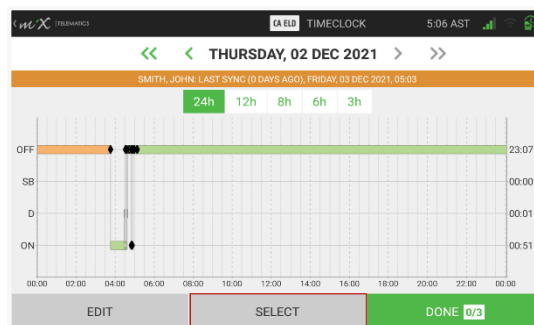 miX TELEMATICS CA ELD TIMECLOCK 5:06 AST
THURSDAY, 02 DEC 2021
SMITH, JOHN: LAST SYNC (0 DAYS AGO), FRIDAY, 03 DEC 2021, 05:03
24h 12h 8h 6h 3h
OFF 23:07
SB 00:00
D 00:01
ON 00:51
00:00 02:00 04:00 06:00 08:00 10:00 12:00 14:00 16:00 18:00 20:00 22:00 00:00
EDIT SELECT DONE 0/3